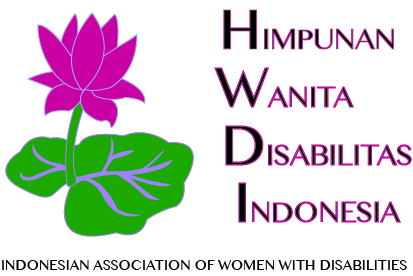 HIMPUNAN
WANITA
DISABILITAS
INDONESIA
INDONESIAN ASSOCIATION OF WOMEN WITH DISABILITIES